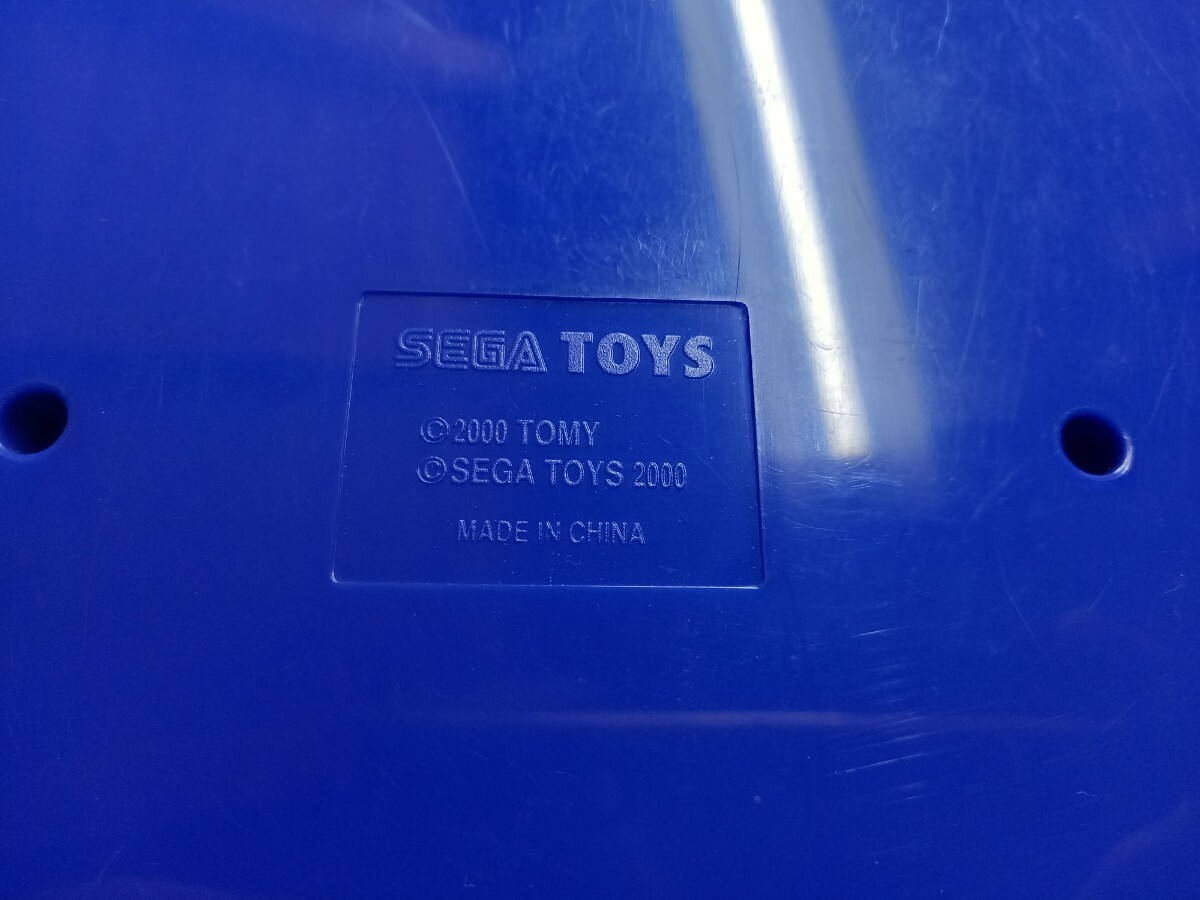 SEGA TOYS
©2000 TOMY
©SEGA TOYS 2000
MADE IN CHINA